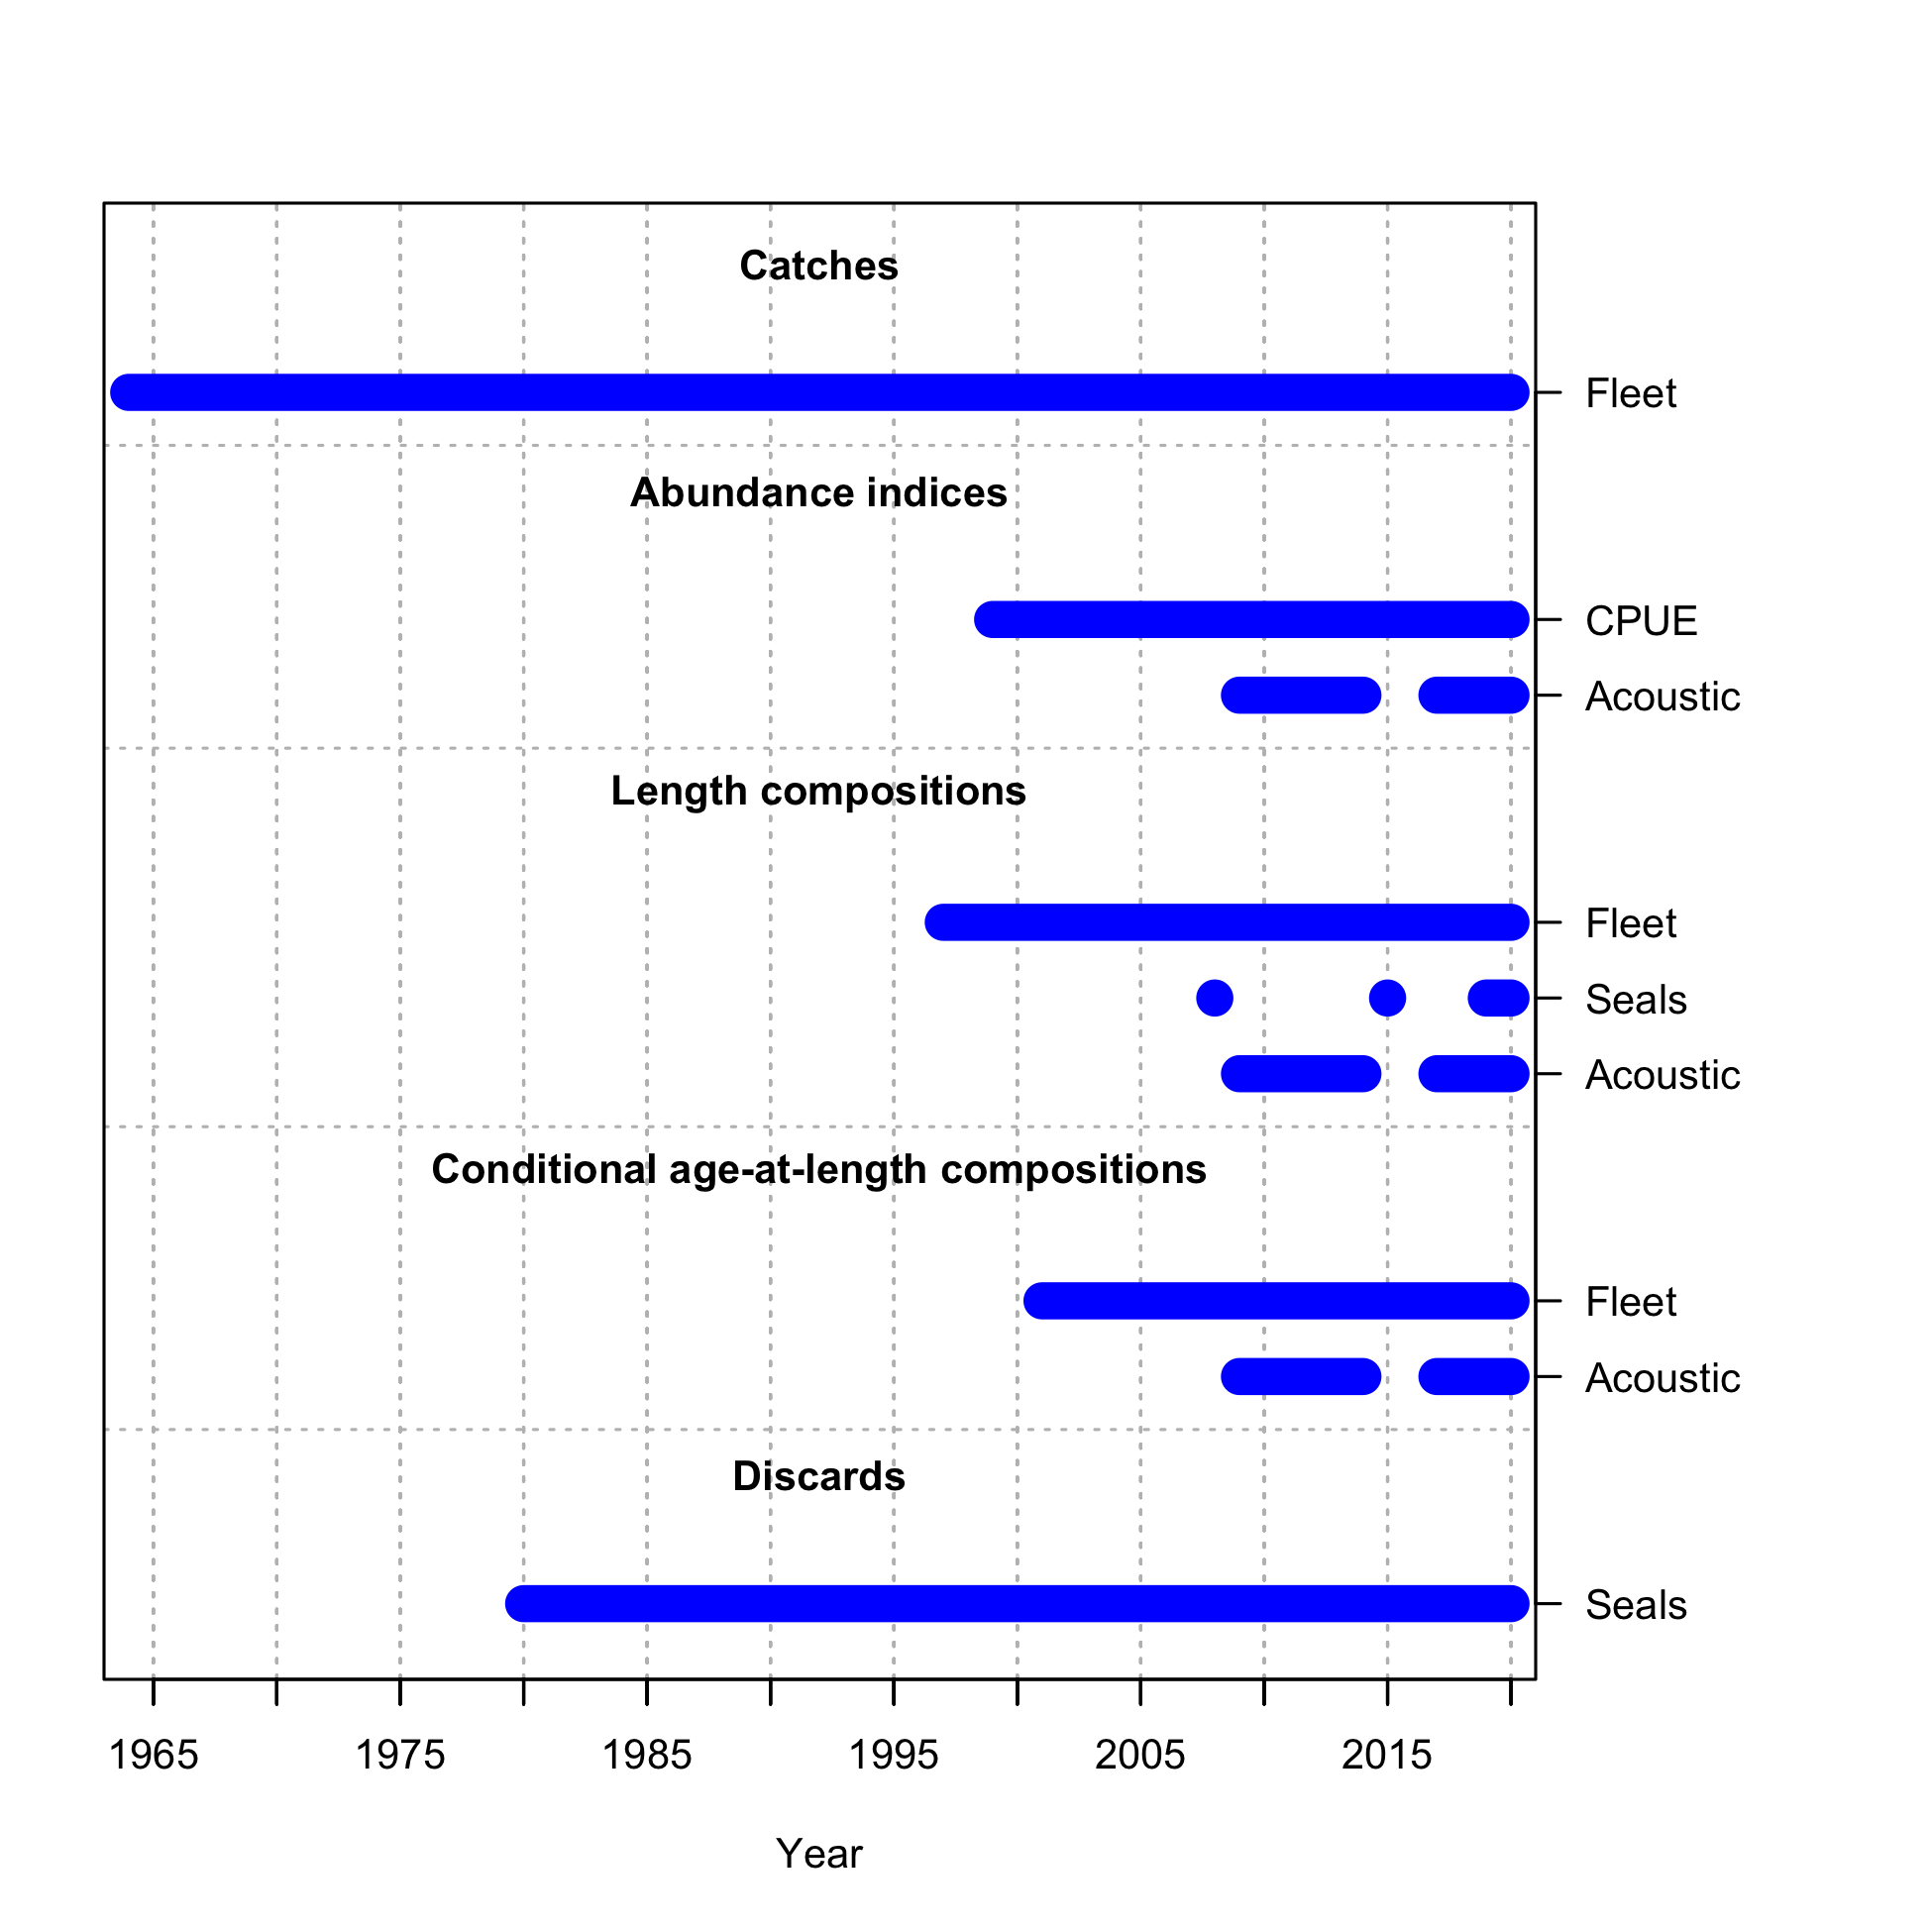 Catches
Fleet
Abundance indices
CPUE
Acoustic
Length compositions
Fleet
Seals
Acoustic
Conditional age-at-length compositions
Fleet
Acoustic
Discards
Seals
1965 1975 1985 1995 2005 2015
Year